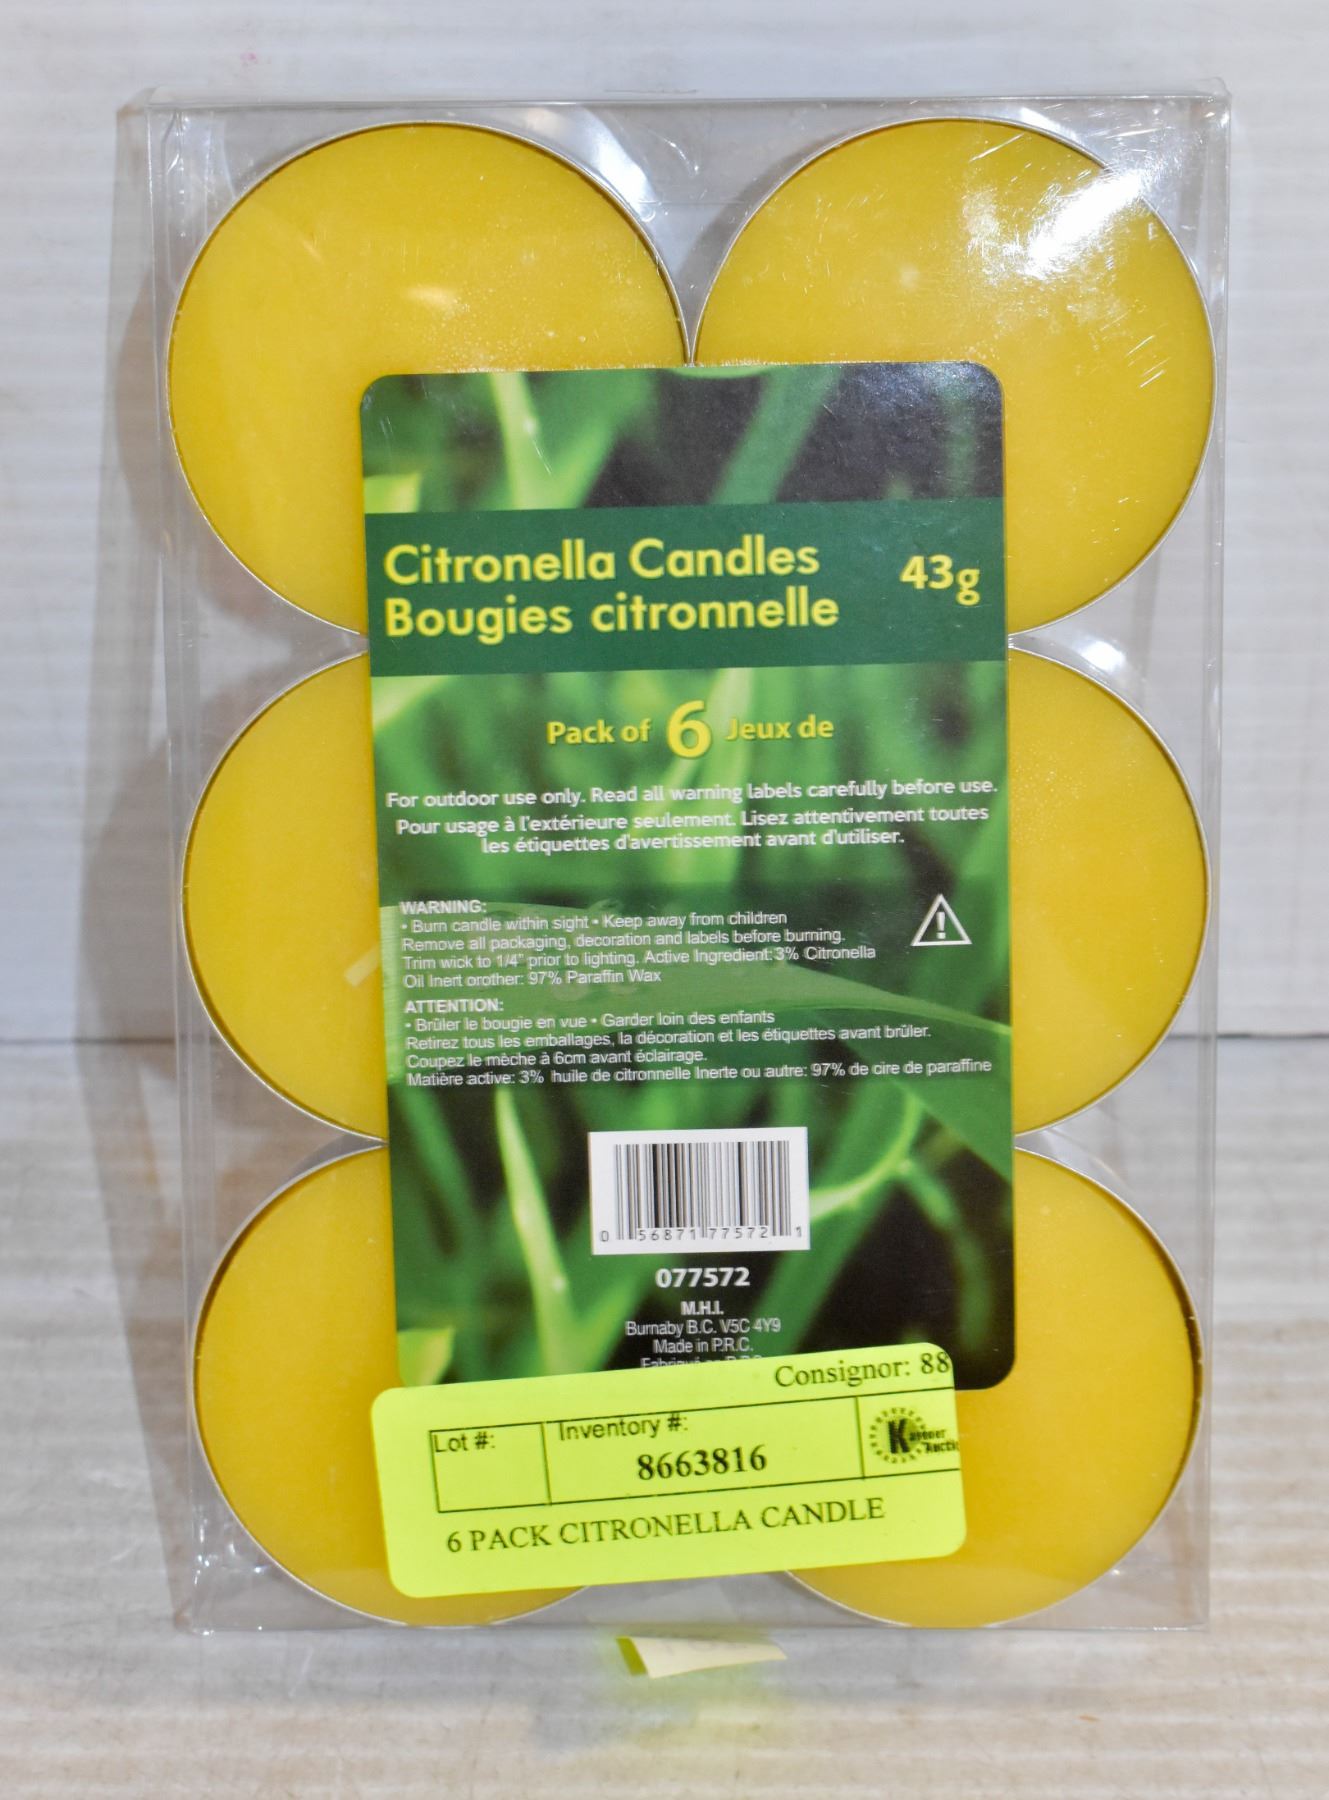 Citronella Candles 43g
Bougies citronnelle
Pack of 6 Jeux de
For outdoor use only. Read all warning labels carefully before use.
Pour usage à l'extérieure seulement. Lisez attentivement toutes
les étiquettes d'avertissement avant d'utiliser.
WARNING:
• Burn candle within sight • Keep away from children
Remove all packaging, decoration and labels before burning.
Trim wick to 1/4" prior to lighting. Active Ingredient: 3% Citronella
Oil Inert orother: 97% Paraffin Wax
ATTENTION:
• Brûler le bougie en vue • Garder loin des enfants
Retirez tous les emballages, la décoration et les étiquettes avant brûler.
Coupez le mèche à 6cm avant éclairage.
Matière active: 3% huile de citronnelle Inerte ou autre: 97% de cire de paraffine
0 56871 77572 1
077572
M.H.I.
Burnaby B.C. V5C 4Y9
Made in P.R.C.
Consignor: 88
Lot #: Inventory #:
8663816
6 PACK CITRONELLA CANDLE